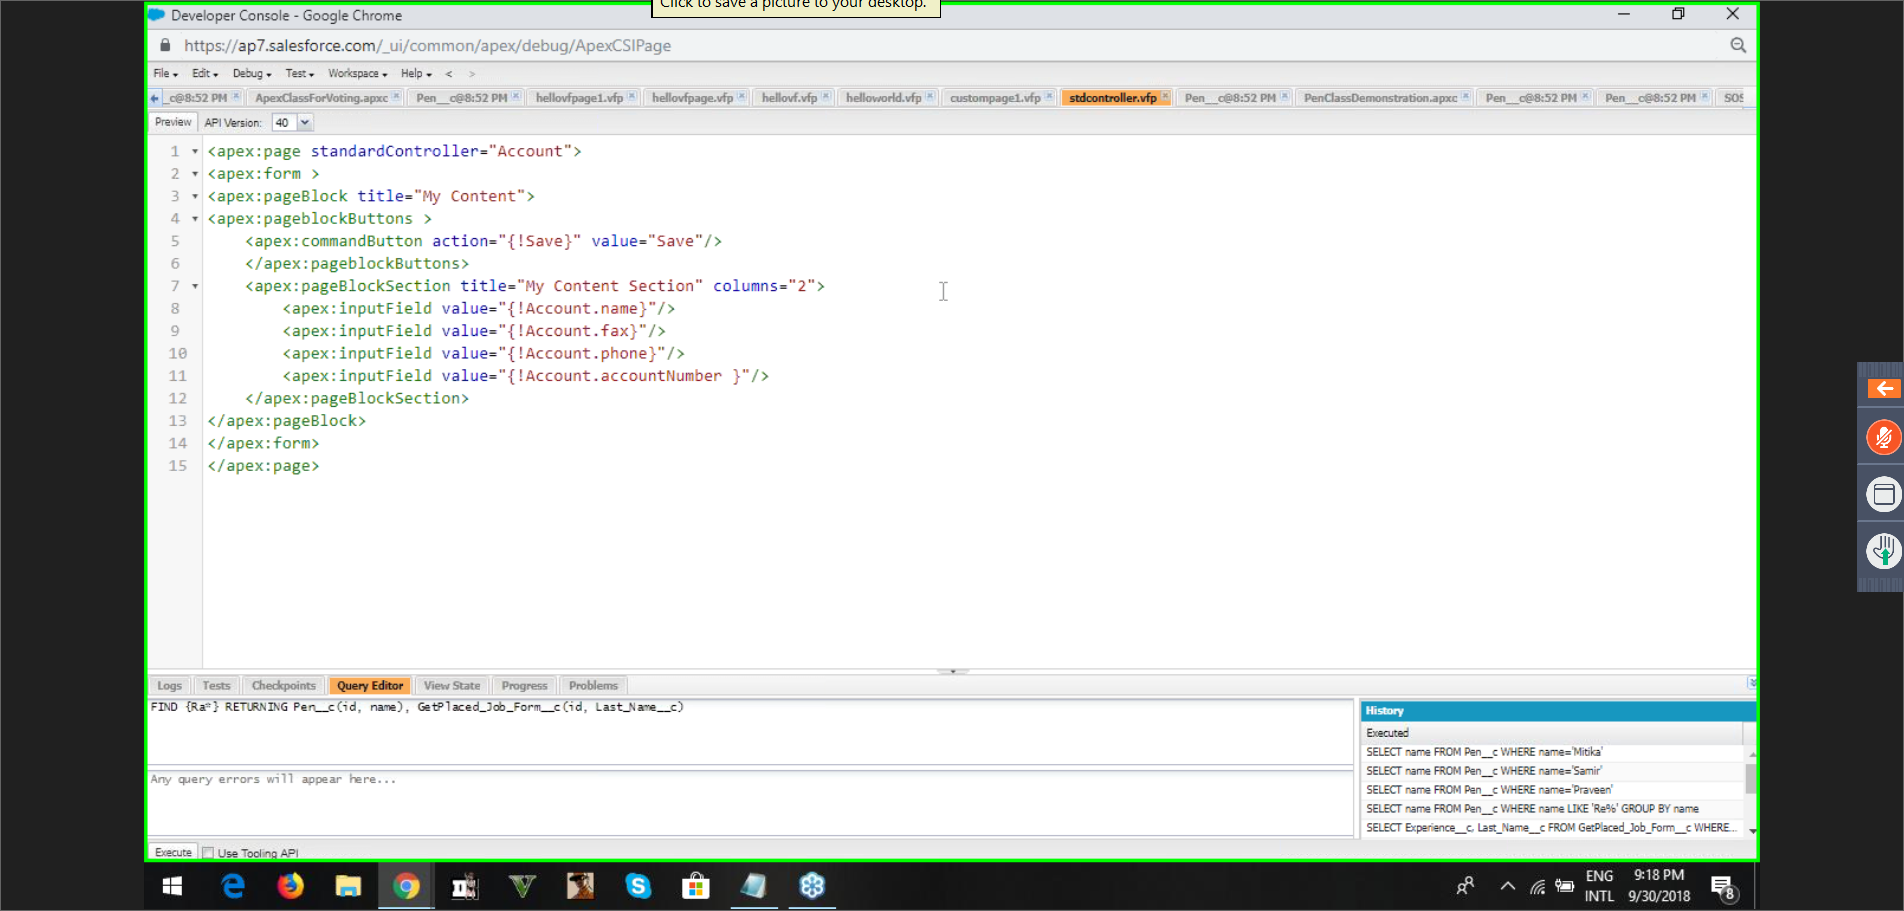 Click to save a picture to your desktop.
Developer Console - Google Chrome
https://ap7.salesforce.com/_ui/common/apex/debug/ApexCSIPage
File Edit Debug Test Workspace Help < >
_c@8:52 PM ApexClassForVoting.apxc Pen__c@8:52 PM hellovfpage1.vfp hellovfpage.vfp hellovf.vfp helloworld.vfp custompage1.vfp stdcontroller.vfp Pen__c@8:52 PM PenClassDemonstration.apxc Pen__c@8:52 PM Pen__c@8:52 PM SOS
Preview API Version: 40
1 <apex:page standardController="Account">
2 <apex:form >
3 <apex:pageBlock title="My Content">
4 <apex:pageblockButtons >
5 <apex:commandButton action="{!Save}" value="Save"/>
6 </apex:pageblockButtons>
7 <apex:pageBlockSection title="My Content Section" columns="2">
8 <apex:inputField value="{!Account.name}"/>
9 <apex:inputField value="{!Account.fax}"/>
10 <apex:inputField value="{!Account.phone}"/>
11 <apex:inputField value="{!Account.accountNumber }"/>
12 </apex:pageBlockSection>
13 </apex:pageBlock>
14 </apex:form>
15 </apex:page>
Logs Tests Checkpoints Query Editor View State Progress Problems
FIND {Ra*} RETURNING Pen__c(id, name), GetPlaced_Job_Form__c(id, Last_Name__c)
Any query errors will appear here...
History
Executed
SELECT name FROM Pen__c WHERE name='Mitika'
SELECT name FROM Pen__c WHERE name='Samir'
SELECT name FROM Pen__c WHERE name='Praveen'
SELECT name FROM Pen__c WHERE name LIKE 'Re%' GROUP BY name
SELECT Experience__c, Last_Name__c FROM GetPlaced_Job_Form__c WHERE...
Execute Use Tooling API
ENG
INTL
9:18 PM
9/30/2018
8